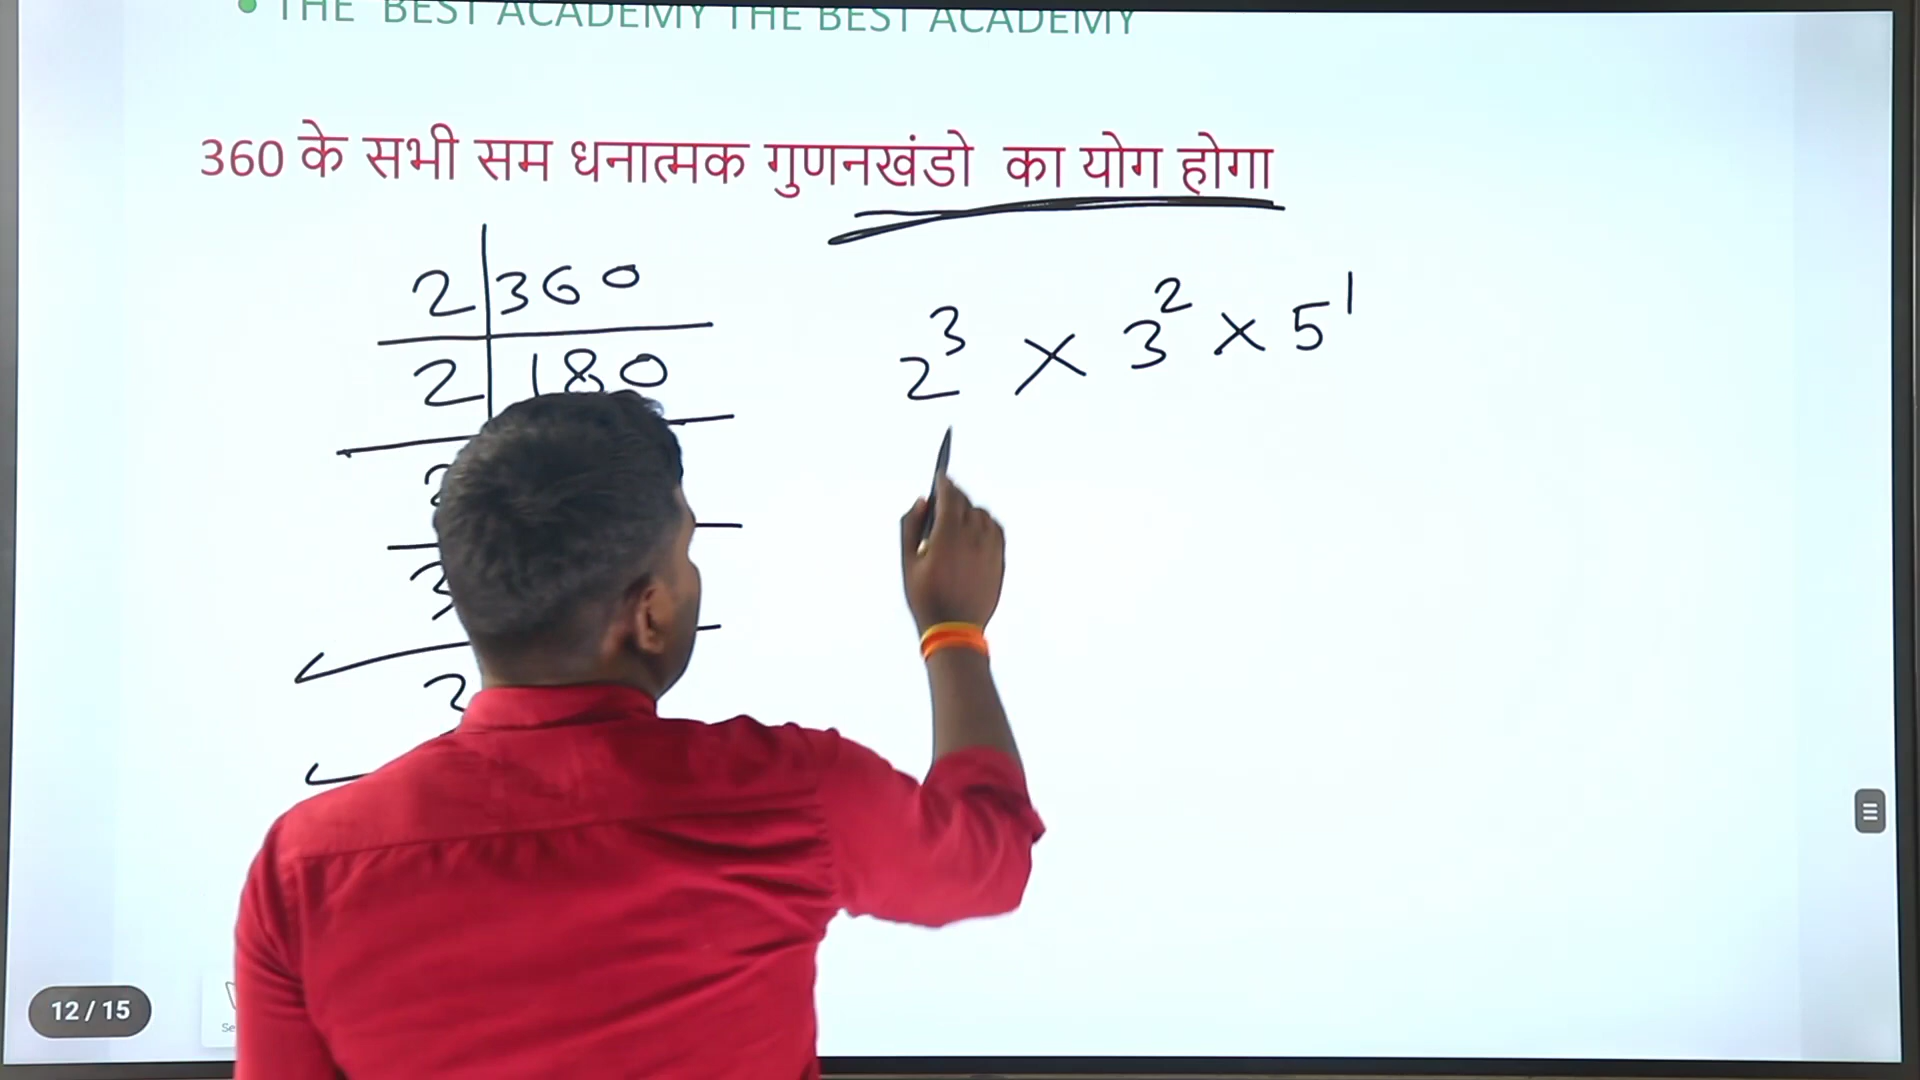 THE BEST ACADEMY THE BEST ACADEMY
360 के सभी सम धनात्मक गुणनखंडो का योग होगा
2 360
2 180
2³ × 3² × 5¹
12 / 15